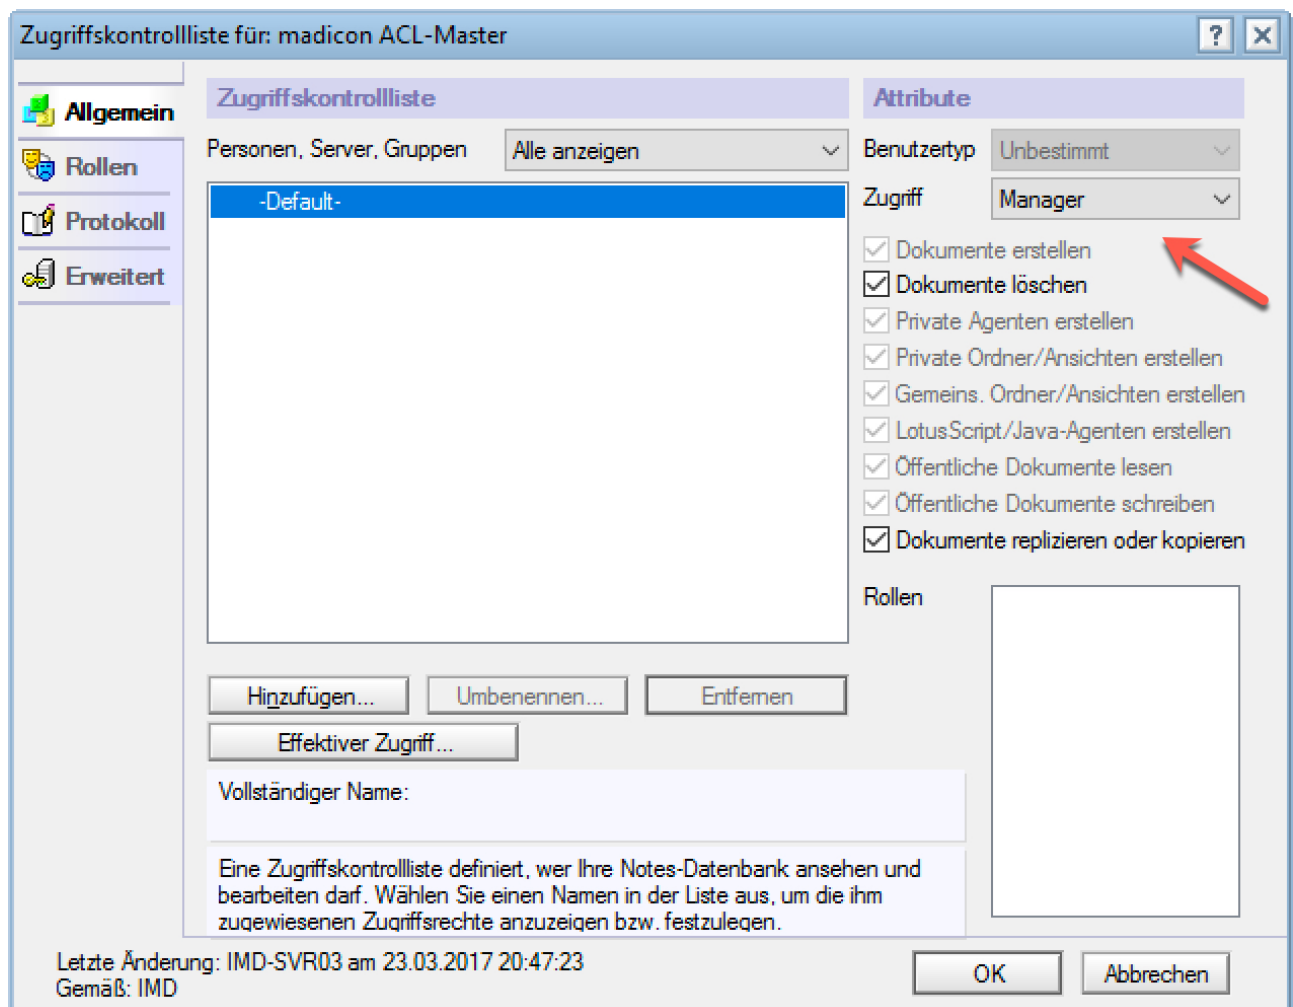 Zugriffskontrollliste für: madicon ACL-Master
?
Allgemein
Rollen
Protokoll
Erweitert
Zugriffskontrollliste
Personen, Server, Gruppen
Alle anzeigen
-Default-
Hinzufügen...
Umbenennen...
Entfernen
Effektiver Zugriff...
Vollständiger Name:
Eine Zugriffskontrollliste definiert, wer Ihre Notes-Datenbank ansehen und
bearbeiten darf. Wählen Sie einen Namen in der Liste aus, um die ihm
zugewiesenen Zugriffsrechte anzuzeigen bzw. festzulegen.
Attribute
Benutzertyp Unbestimmt
Zugriff Manager
Dokumente erstellen
Dokumente löschen
Private Agenten erstellen
Private Ordner/Ansichten erstellen
Gemeins. Ordner/Ansichten erstellen
LotusScript/Java-Agenten erstellen
Öffentliche Dokumente lesen
Öffentliche Dokumente schreiben
Dokumente replizieren oder kopieren
Rollen
Letzte Änderung: IMD-SVR03 am 23.03.2017 20:47:23
Gemäß: IMD
OK
Abbrechen